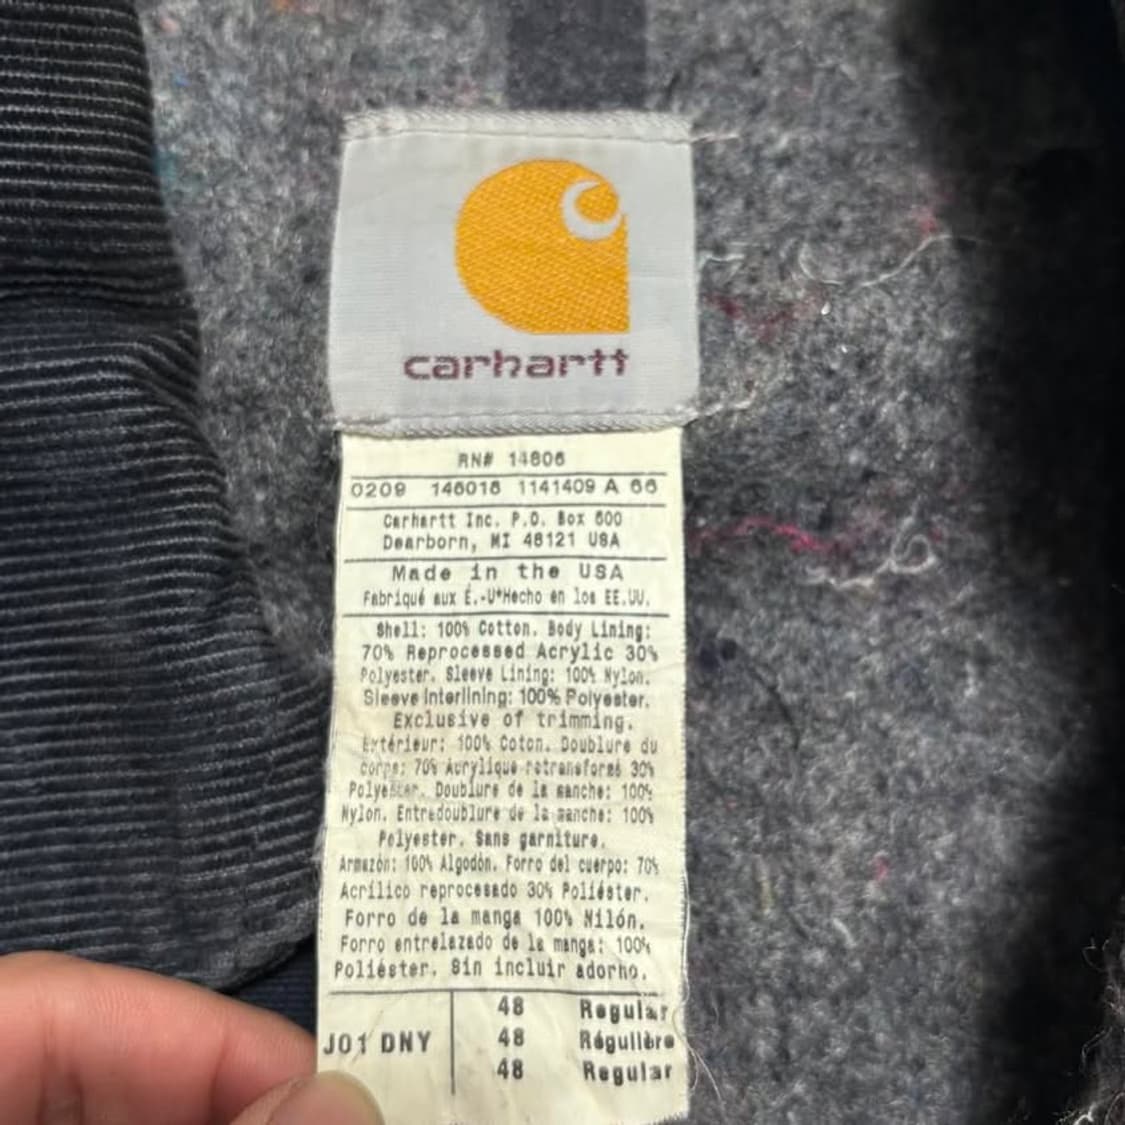 carhartt
RN# 14806
0209 146018 1141409 A 66
Carhartt Inc. P.O. Box 600
Dearborn, MI 48121 USA
Made in the USA
Fabriqué aux É.-U*Hecho en los EE.UU.
Shell: 100% Cotton. Body Lining:
70% Reprocessed Acrylic 30%
Polyester. Sleeve Lining: 100% Nylon.
Sleeve Interlining: 100% Polyester.
Exclusive of trimming.
Extérieur: 100% Coton. Doublure du
corps: 70% Acrylique retransformé 30%
Polyester. Doublure de la manche: 100%
Nylon. Entredoublure de la manche: 100%
Polyester. Sans garniture.
Armazón: 100% Algodón. Forro del cuerpo: 70%
Acrílico reprocesado 30% Poliéster.
Forro de la manga 100% Nilón.
Forro entrelazado de la manga: 100%
Poliéster. Sin incluir adorno.
48 Regular
J01 DNY 48 Régulière
48 Regular